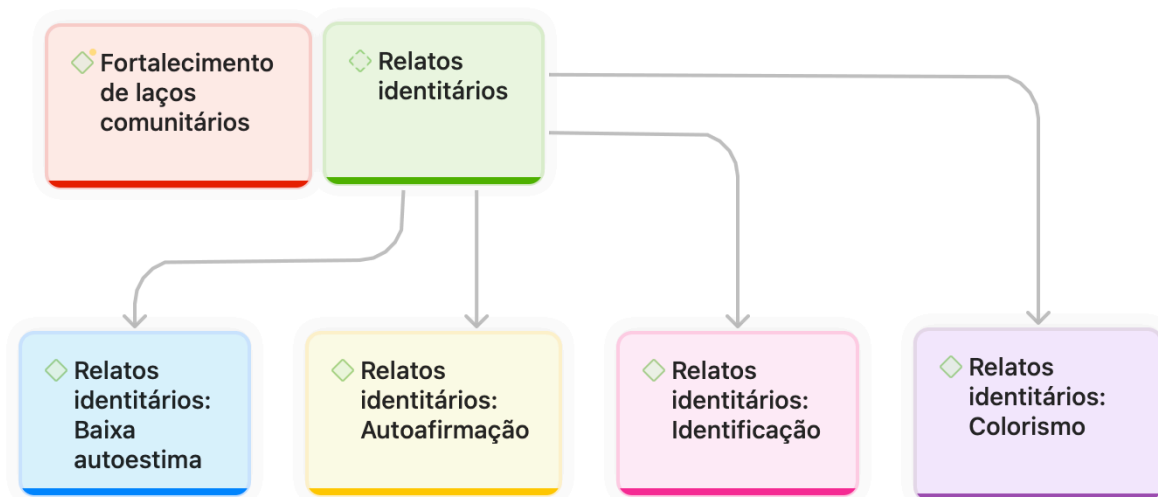 Fortalecimento
de laços
comunitários
Relatos
identitários
Relatos
identitários:
Baixa
autoestima
Relatos
identitários:
Autoafirmação
Relatos
identitários:
Identificação
Relatos
identitários:
Colorismo